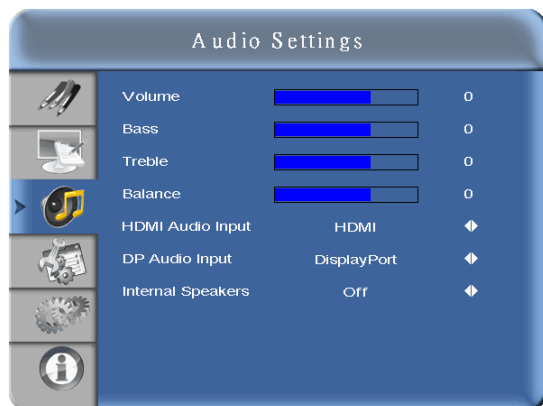 Audio Settings
Volume 0
Bass 0
Treble 0
Balance 0
HDMI Audio Input HDMI
DP Audio Input DisplayPort
Internal Speakers Off